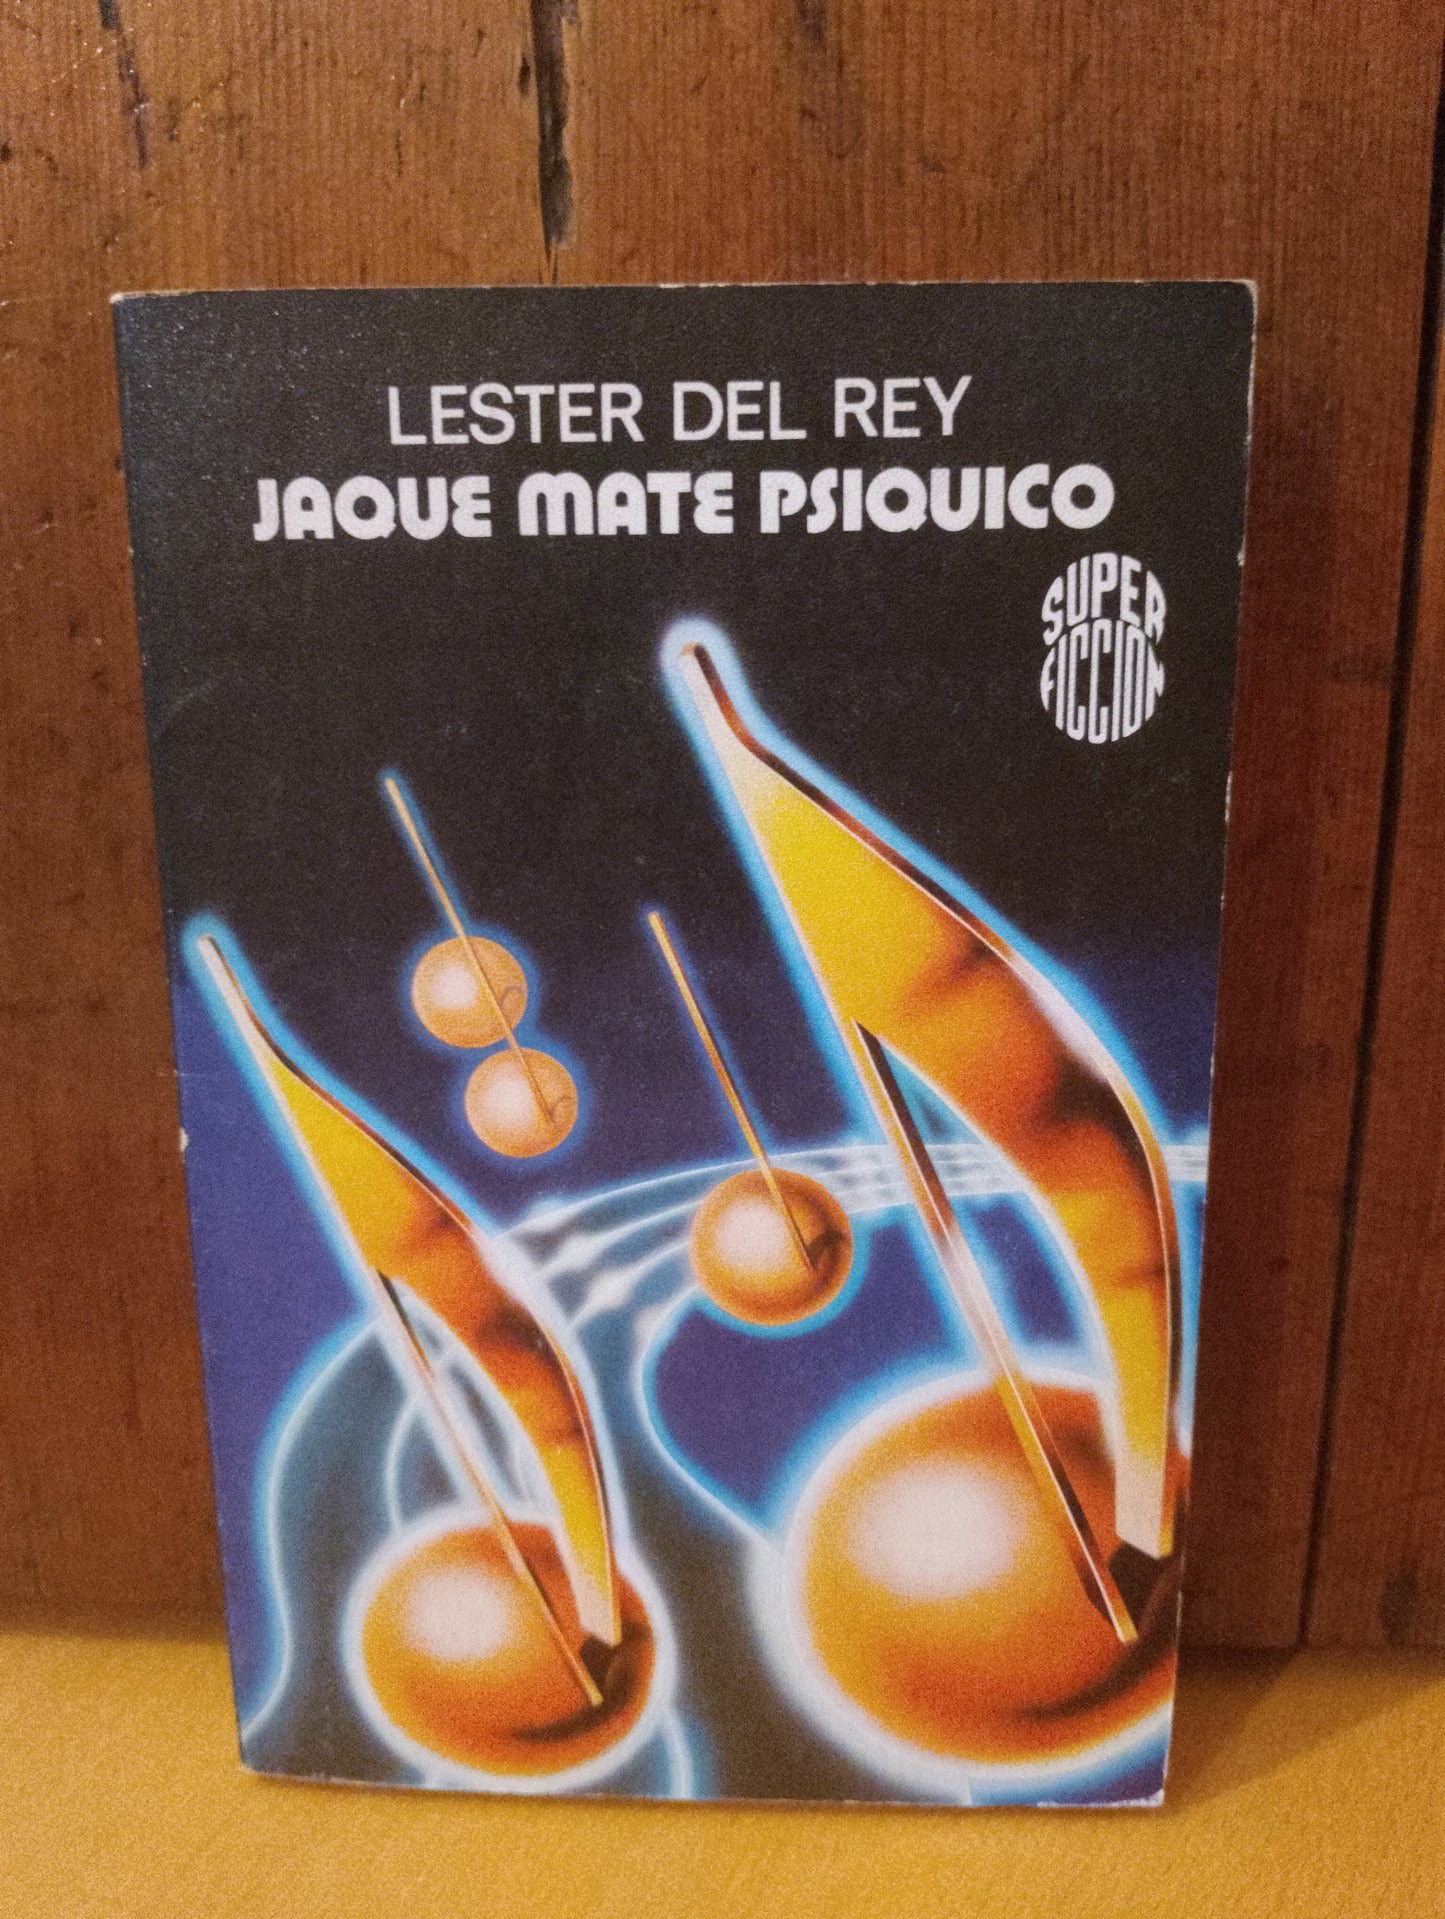 LESTER DEL REY
JAQUE MATE PSIQUICO
SUPER
FICCION